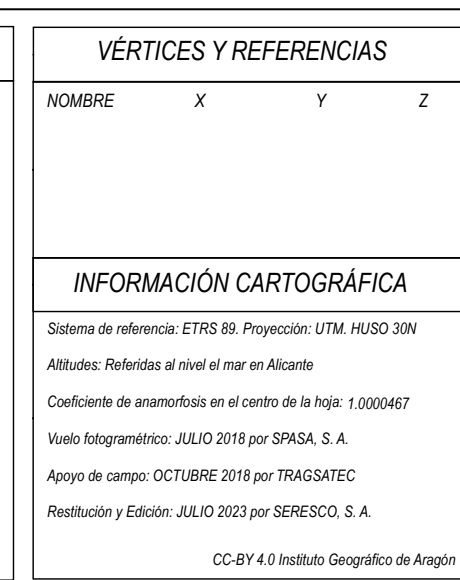 VÉRTICES Y REFERENCIAS
NOMBRE X Y Z
INFORMACIÓN CARTOGRÁFICA
Sistema de referencia: ETRS 89. Proyección: UTM. HUSO 30N
Altitudes: Referidas al nivel el mar en Alicante
Coeficiente de anamorfosis en el centro de la hoja: 1.0000467
Vuelo fotogramétrico: JULIO 2018 por SPASA, S. A.
Apoyo de campo: OCTUBRE 2018 por TRAGSATEC
Restitución y Edición: JULIO 2023 por SERESCO, S. A.
CC-BY 4.0 Instituto Geográfico de Aragón